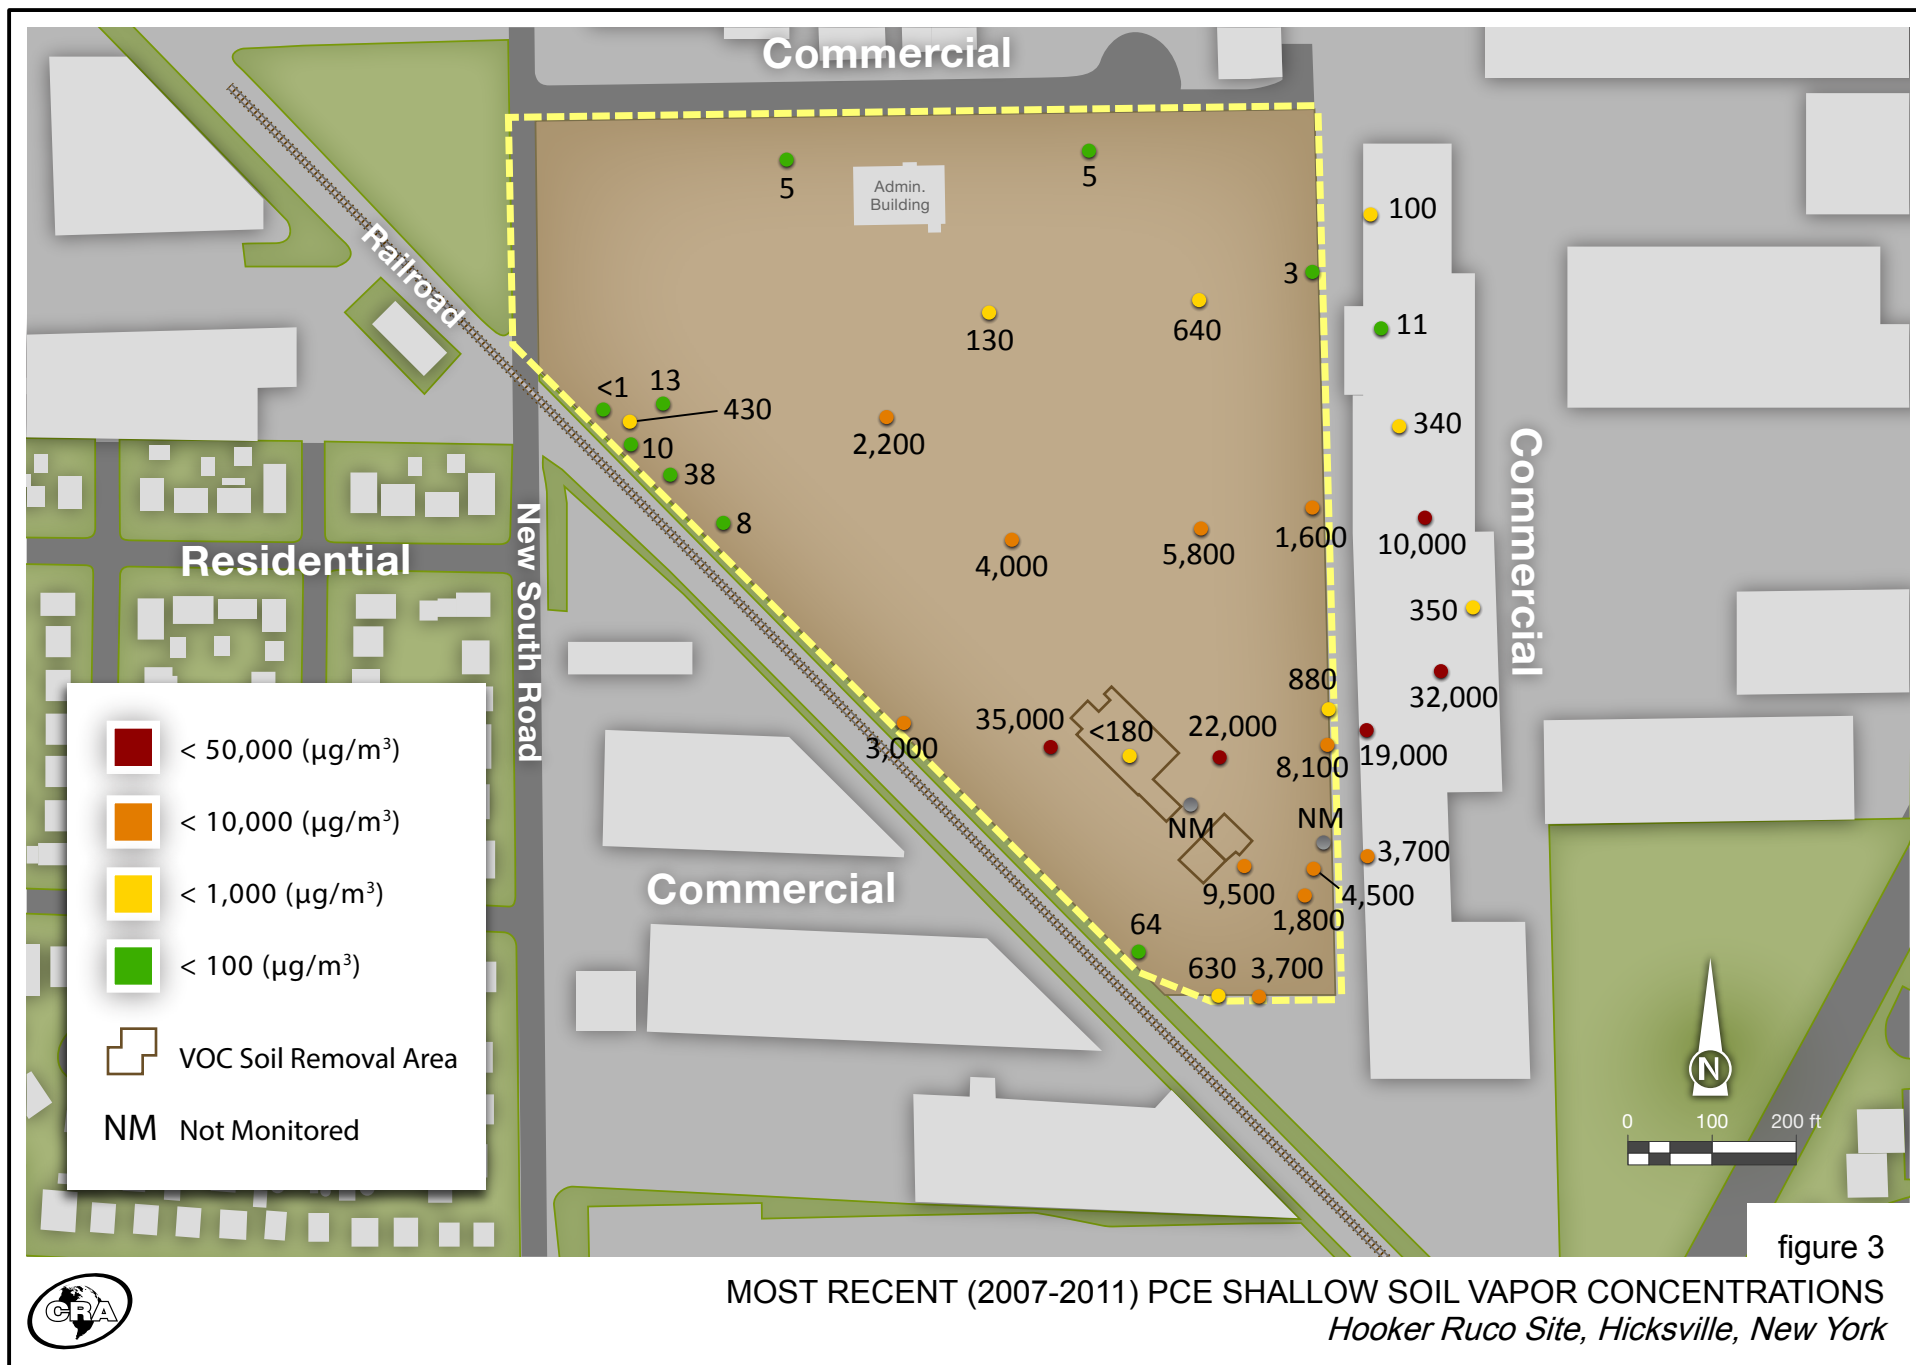 Commercial
5
5
Admin.
Building
100
3
11
Railroad
130
640
<1
13
430
340
2,200
10
38
Commercial
8
New South Road
Residential
4,000
5,800
1,600
10,000
350
880
32,000
35,000
<180
22,000
3,000
8,100
19,000
NM
NM
3,700
Commercial
9,500
4,500
1,800
64
630
3,700
< 50,000 (µg/m³)
< 10,000 (µg/m³)
< 1,000 (µg/m³)
< 100 (µg/m³)
VOC Soil Removal Area
NM Not Monitored
N
0 100 200 ft
figure 3
CRA
MOST RECENT (2007-2011) PCE SHALLOW SOIL VAPOR CONCENTRATIONS
Hooker Ruco Site, Hicksville, New York